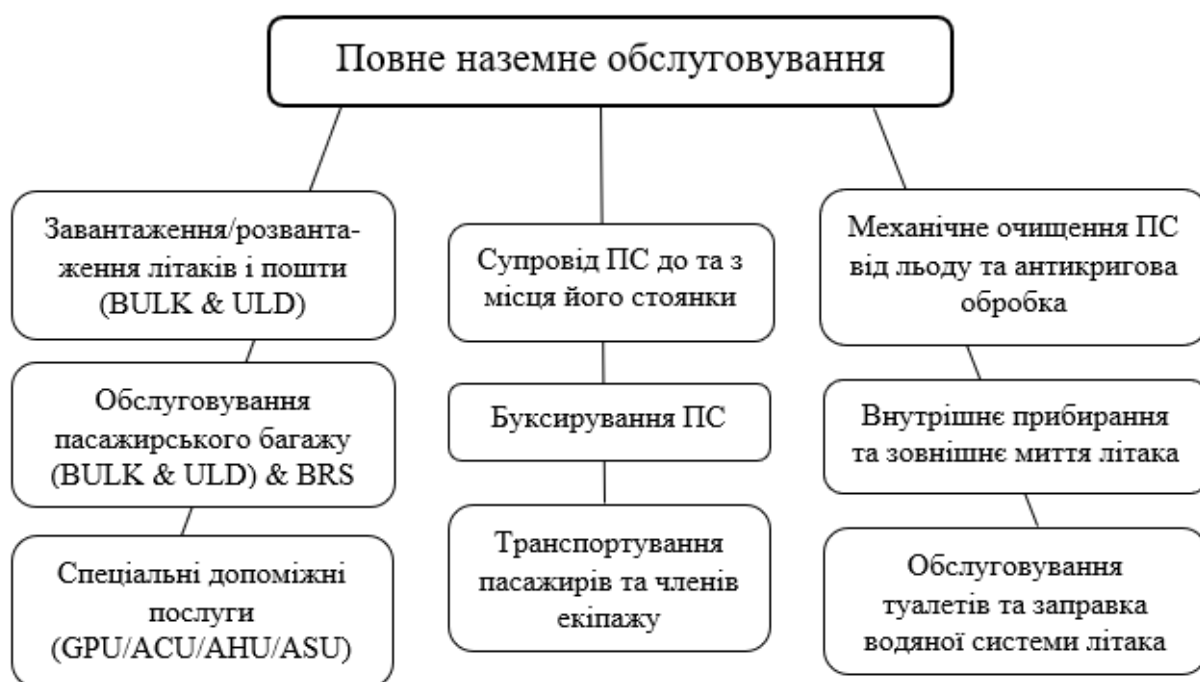 Повне наземне обслуговування
Завантаження/розванта-
ження літаків і пошти
(BULK & ULD)
Обслуговування
пасажирського багажу
(BULK & ULD) & BRS
Спеціальні допоміжні
послуги
(GPU/ACU/AHU/ASU)
Супровід ПС до та з
місця його стоянки
Буксирування ПС
Транспортування
пасажирів та членів
екіпажу
Механічне очищення ПС
від льоду та антикригова
обробка
Внутрішнє прибирання
та зовнішнє миття літака
Обслуговування
туалетів та заправка
водяної системи літака